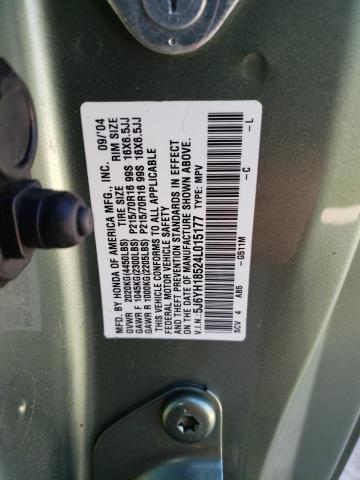 MFD. BY HONDA OF AMERICA MFG., INC. 09/'04
TIRE SIZE RIM SIZE
GVWR 2020KG(4450LBS)
GAWR F 1045KG(2300LBS) P215/70R16 99S 16X6.5JJ
GAWR R 1000KG(2205LBS) P215/70R16 99S 16X6.5JJ
THIS VEHICLE CONFORMS TO ALL APPLICABLE
FEDERAL MOTOR VEHICLE SAFETY
AND THEFT PREVENTION STANDARDS IN EFFECT
ON THE DATE OF MANUFACTURE SHOWN ABOVE.
V.I.N.:5J6YH18524L015177 TYPE: MPV
SCV 4 AB5 -G511M -C -L